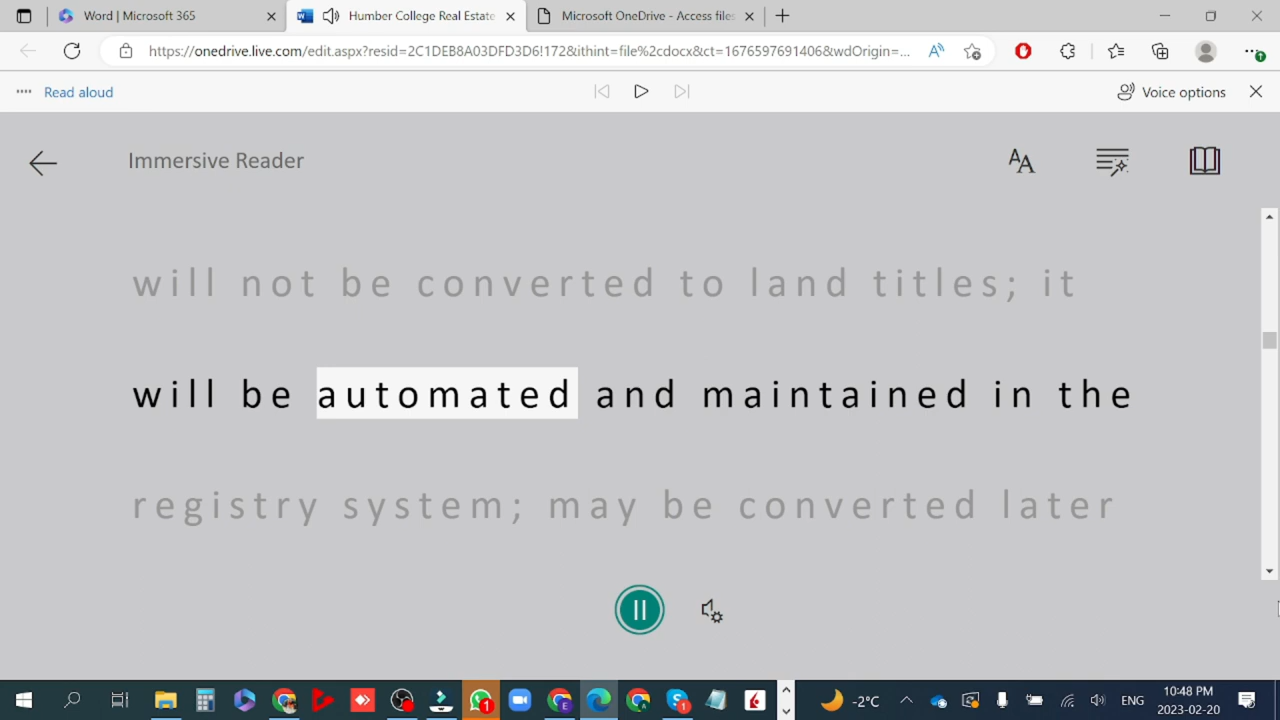 Word | Microsoft 365
Humber College Real Estate
Microsoft OneDrive - Access files
https://onedrive.live.com/edit.aspx?resid=2C1DEB8A03DFD3D6!172&ithint=file%2cdocx&ct=1676597691406&wdOrigin=...
Read aloud
Voice options
Immersive Reader
will not be converted to land titles; it
will be automated and maintained in the
registry system; may be converted later
-2°C
ENG
10:48 PM
2023-02-20